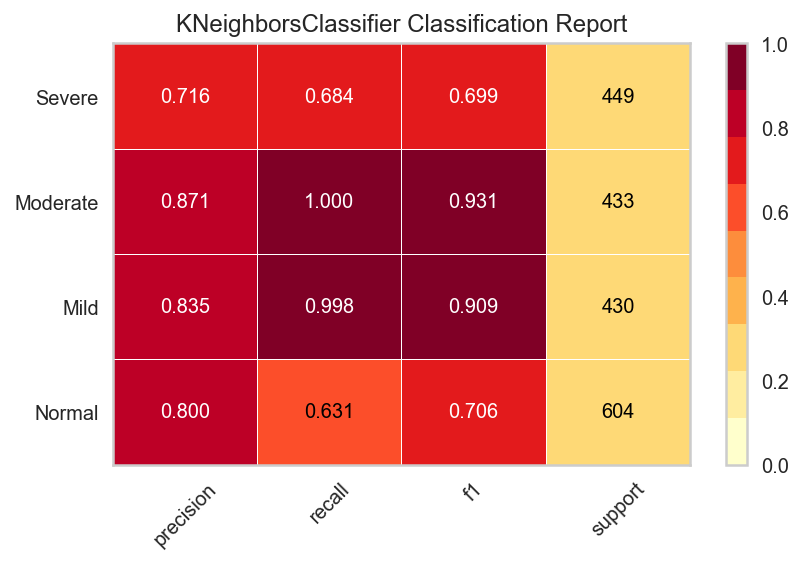 KNeighborsClassifier Classification Report
Severe 0.716 0.684 0.699 449
Moderate 0.871 1.000 0.931 433
Mild 0.835 0.998 0.909 430
Normal 0.800 0.631 0.706 604
precision recall f1 support
1.0
0.8
0.6
0.4
0.2
0.0